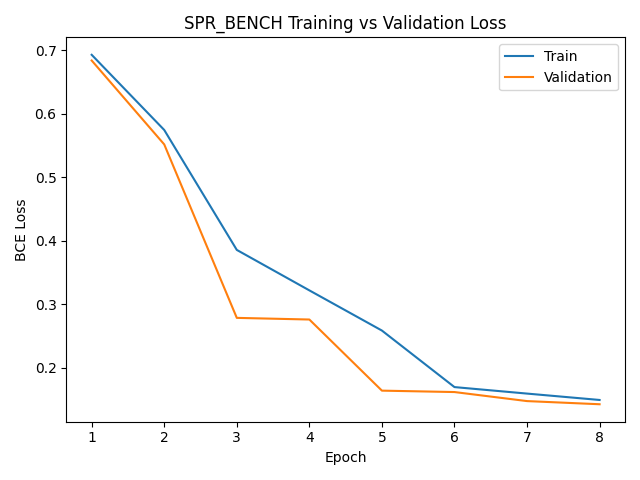 SPR_BENCH Training vs Validation Loss
Train
Validation
BCE Loss
0.7
0.6
0.5
0.4
0.3
0.2
1 2 3 4 5 6 7 8
Epoch